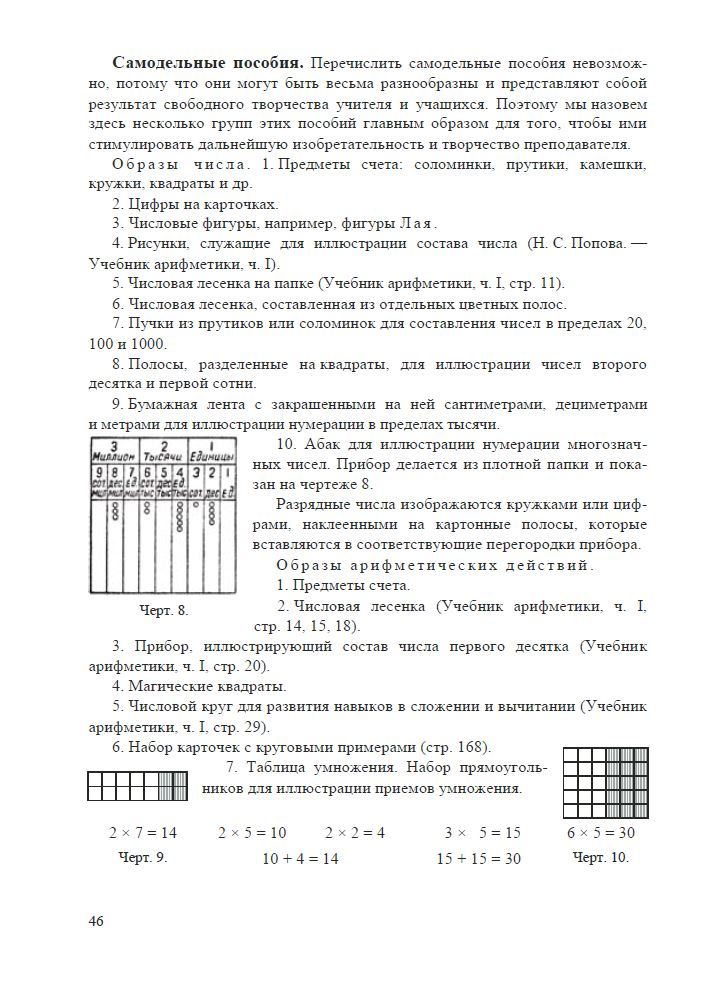 Самодельные пособия. Перечислить самодельные пособия невозмож-
но, потому что они могут быть весьма разнообразны и представляют собой
результат свободного творчества учителя и учащихся. Поэтому мы назовем
здесь несколько групп этих пособий главным образом для того, чтобы ими
стимулировать дальнейшую изобретательность и творчество преподавателя.
Образы числа. 1. Предметы счета: соломинки, прутики, камешки,
кружки, квадраты и др.
2. Цифры на карточках.
3. Числовые фигуры, например, фигуры Лая.
4. Рисунки, служащие для иллюстрации состава числа (Н. С. Попова. —
Учебник арифметики, ч. I).
5. Числовая лесенка на папке (Учебник арифметики, ч. I, стр. 11).
6. Числовая лесенка, составленная из отдельных цветных полос.
7. Пучки из прутиков или соломинок для составления чисел в пределах 20,
100 и 1000.
8. Полосы, разделенные на квадраты, для иллюстрации чисел второго
десятка и первой сотни.
9. Бумажная лента с закрашенными на ней сантиметрами, дециметрами
и метрами для иллюстрации нумерации в пределах тысячи.
3 2 1
Миллион Тысячи Единицы
9 8 7 6 5 4 3 2 1
сот. дес. ед. сот. дес. ед.
мил мил мил тыс тыс тыс сот. дес. ед.
Черт. 8.
10. Абак для иллюстрации нумерации многознач-
ных чисел. Прибор делается из плотной папки и пока-
зан на чертеже 8.
Разрядные числа изображаются кружками или циф-
рами, наклеенными на картонные полосы, которые
вставляются в соответствующие перегородки прибора.
Образы арифметических действий.
1. Предметы счета.
2. Числовая лесенка (Учебник арифметики, ч. I,
стр. 14, 15, 18).
3. Прибор, иллюстрирующий состав числа первого десятка (Учебник
арифметики, ч. I, стр. 20).
4. Магические квадраты.
5. Числовой круг для развития навыков в сложении и вычитании (Учебник
арифметики, ч. I, стр. 29).
6. Набор карточек с круговыми примерами (стр. 168).
7. Таблица умножения. Набор прямоуголь-
ников для иллюстрации приемов умножения.
2 × 7 = 14 2 × 5 = 10 2 × 2 = 4 3 × 5 = 15 6 × 5 = 30
Черт. 9. 10 + 4 = 14 15 + 15 = 30 Черт. 10.
46